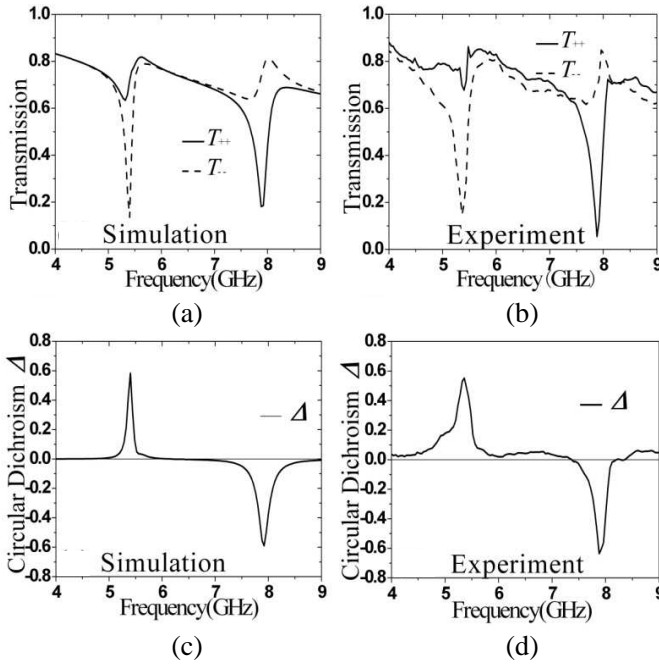 1.0
0.8
0.6
0.4
0.2
0.0
Transmission
T++
T--
Simulation
4 5 6 7 8 9
Frequency(GHz)
(a)
1.0
0.8
0.6
0.4
0.2
0.0
Transmission
T++
T--
Experiment
4 5 6 7 8 9
Frequency(GHz)
(b)
0.8
0.6
0.4
0.2
0.0
-0.2
-0.4
-0.6
-0.8
Circular Dichroism Δ
Δ
Simulation
4 5 6 7 8 9
Frequency(GHz)
(c)
0.8
0.6
0.4
0.2
0.0
-0.2
-0.4
-0.6
-0.8
Circular Dichroism Δ
Δ
Experiment
4 5 6 7 8 9
Frequency(GHz)
(d)